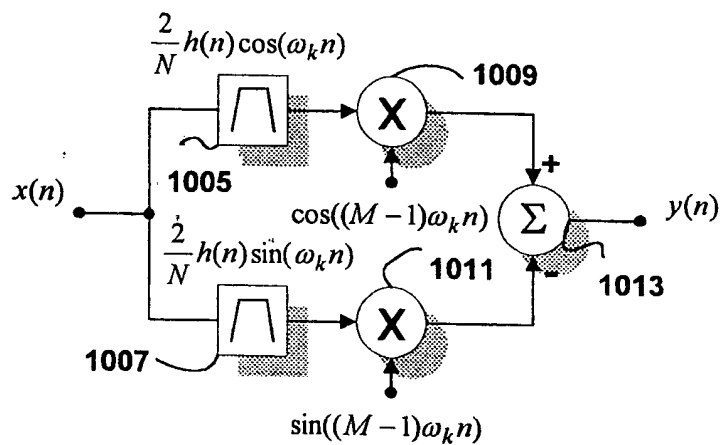 2/N h(n) cos(ω_k n)
1009
X
1005
+
x(n)
cos((M − 1)ω_k n)
Σ
y(n)
2/N h(n) sin(ω_k n)
1011
-
1013
X
1007
sin((M − 1)ω_k n)